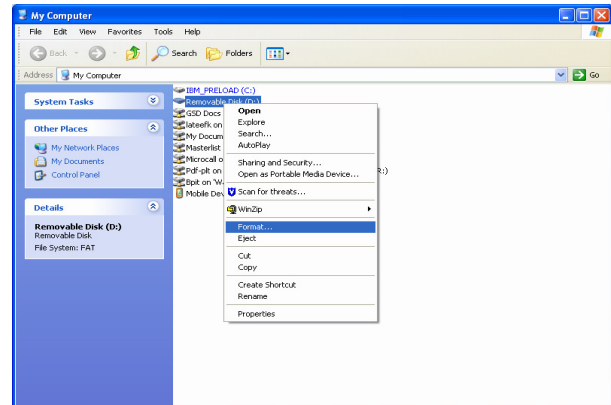 My Computer
File Edit View Favorites Tools Help
Back Search Folders
Address My Computer Go
System Tasks
Other Places
My Network Places
My Documents
Control Panel
Details
Removable Disk (D:)
Removable Disk
File System: FAT
IBM_PRELOAD (C:)
Removable Disk (D:)
GSD Docs
lateefk on
My Docum
Masterlist
Microcall o
Pdf-plt on R:)
Bpit on 'W
Mobile Dev
Open
Explore
Search...
AutoPlay
Sharing and Security...
Open as Portable Media Device...
Scan for threats...
WinZip
Format...
Eject
Cut
Copy
Create Shortcut
Rename
Properties